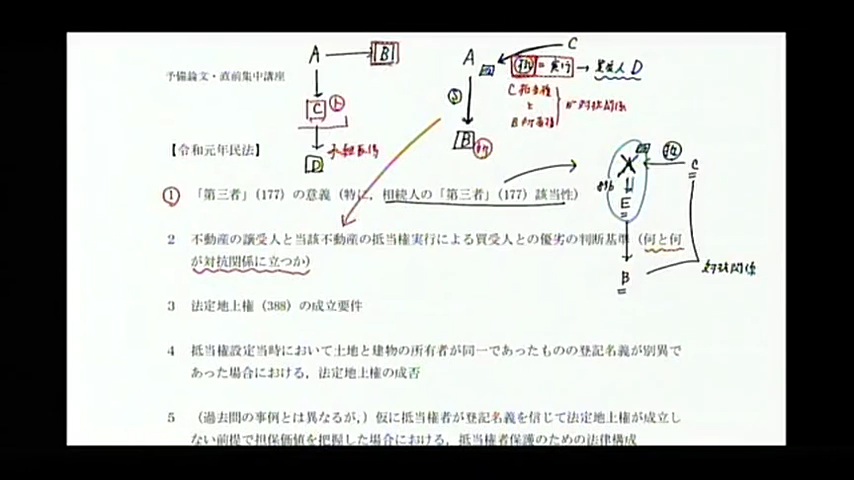 A
B
A
C
予備論文・直前集中講座
抵=実行
買受人 D
C
C 抵当権
と
B 所有権
が対抗関係
ト
S
D
B
所
抵
C
【令和元年民法】
896
① 「第三者」(177) の意義 (特に, 相続人の「第三者」(177) 該当性)
E
2 不動産の譲受人と当該不動産の抵当権実行による買受人との優劣の判断基準 (何と何
が対抗関係に立つか)
B
対抗関係
3 法定地上権 (388) の成立要件
4 抵当権設定当時において土地と建物の所有者が同一であったものの登記名義が別異で
あった場合における, 法定地上権の成否
5 (過去問の事例とは異なるが,) 仮に抵当権者が登記名義を信じて法定地上権が成立し
ない前提で担保価値を把握した場合における, 抵当権者保護のための法律構成